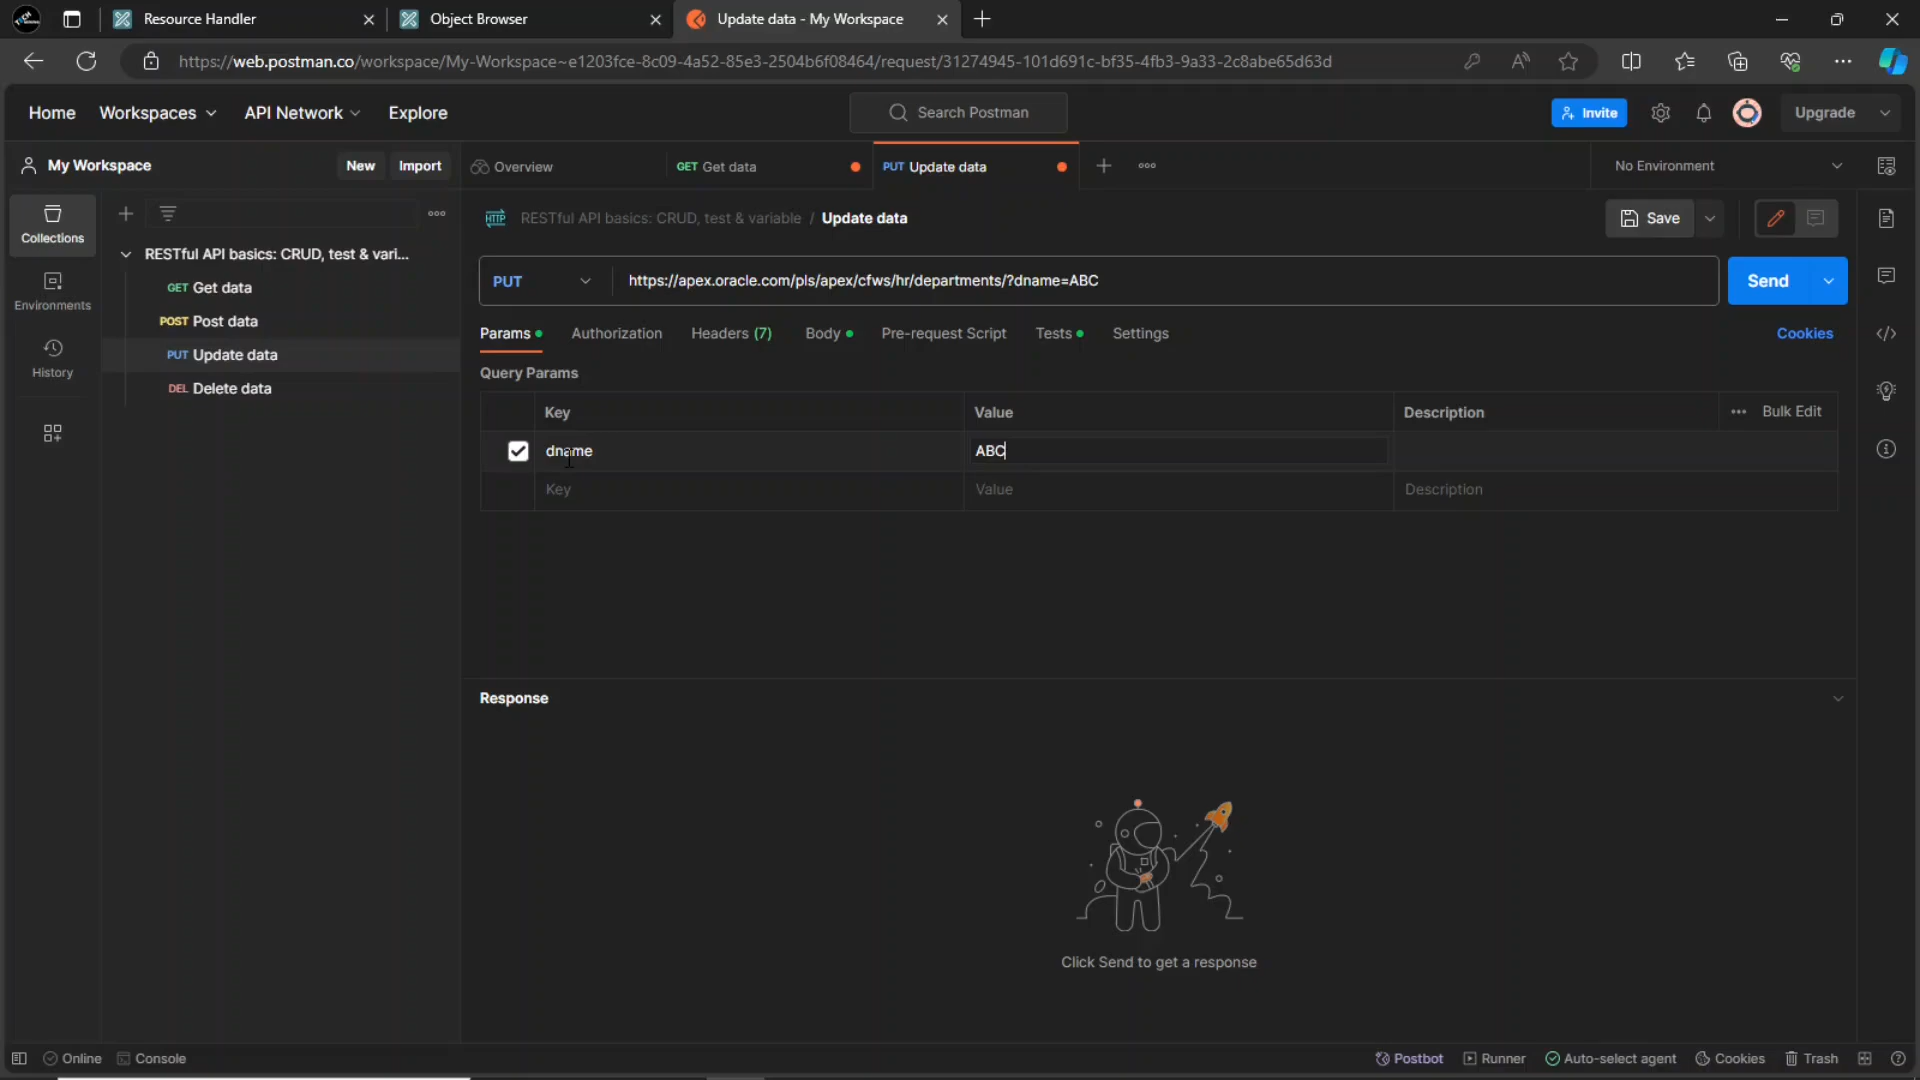 Resource Handler
Object Browser
Update data - My Workspace
https://web.postman.co/workspace/My-Workspace~e1203fce-8c09-4a52-85e3-2504b6f08464/request/31274945-101d691c-bf35-4fb3-9a33-2c8abe65d63d
Home Workspaces API Network Explore
Search Postman
Invite
Upgrade
My Workspace
New
Import
Overview
GET Get data
PUT Update data
No Environment
Collections
Environments
History
RESTful API basics: CRUD, test & vari...
GET Get data
POST Post data
PUT Update data
DEL Delete data
HTTP RESTful API basics: CRUD, test & variable / Update data
Save
PUT https://apex.oracle.com/pls/apex/cfws/hr/departments/?dname=ABC
Send
Params Authorization Headers (7) Body Pre-request Script Tests Settings
Cookies
Query Params
Key Value Description ••• Bulk Edit
dname ABC
Key Value Description
Response
Click Send to get a response
Online Console
Postbot Runner Auto-select agent Cookies Trash